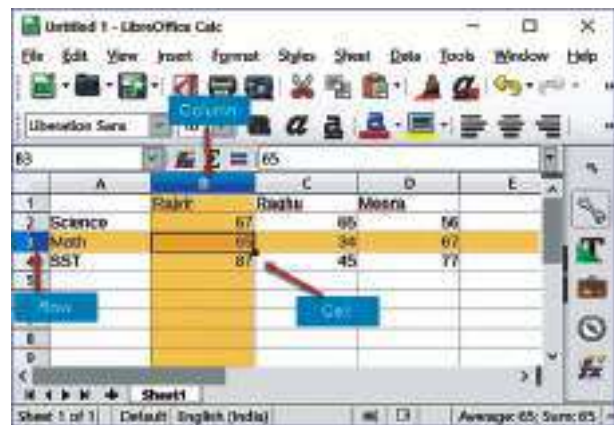 Untitled 1 - LibreOffice Calc
File Edit View Insert Format Styles Sheet Data Tools Window Help
Column
Liberation Sans
B3 65
A B C D E
1 Rajvir Raghu Meera
2 Science 67 65 56
3 Math 65 34 67
4 SST 87 45 77
5
Row Cell
8
9
Sheet1
Sheet 1 of 1 Default English (India) Average: 65; Sum: 65